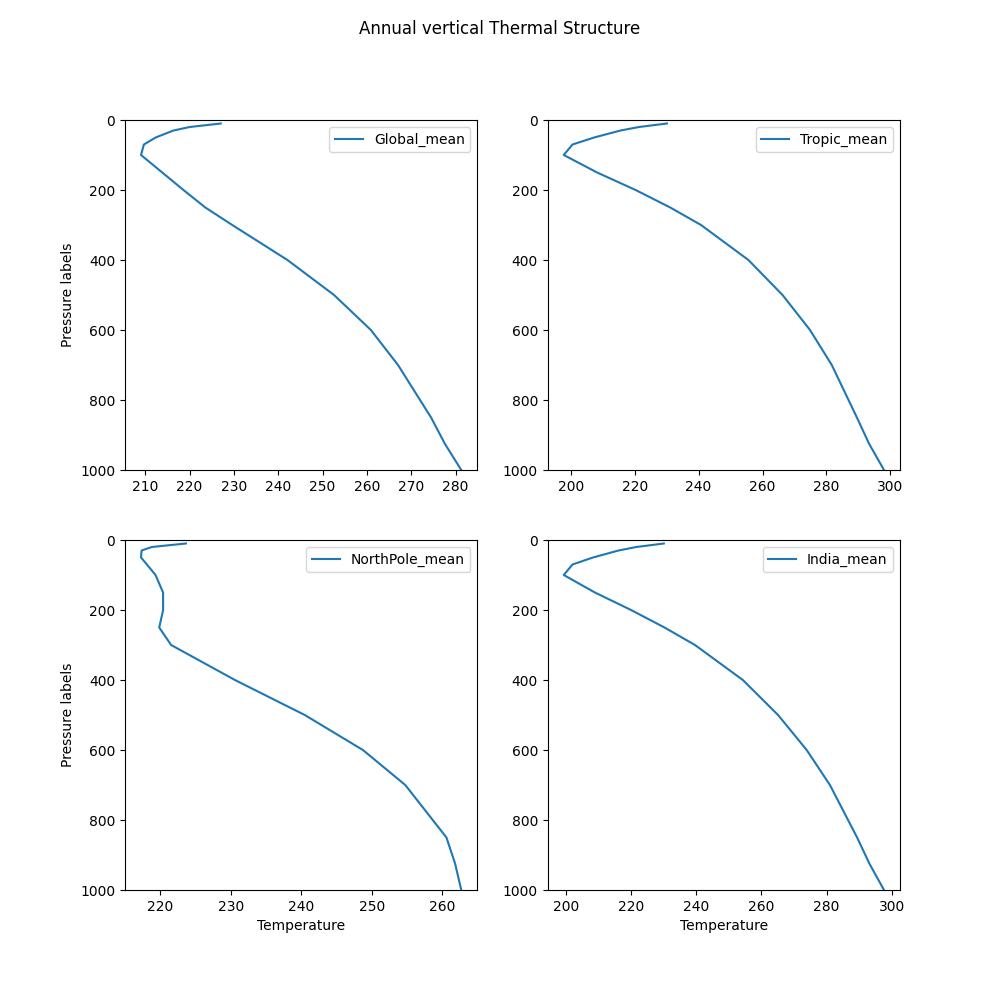 Annual vertical Thermal Structure
0
200
400
600
800
1000
Pressure labels
Global_mean
210 220 230 240 250 260 270 280
0
200
400
600
800
1000
Tropic_mean
200 220 240 260 280 300
0
200
400
600
800
1000
Pressure labels
NorthPole_mean
220 230 240 250 260
Temperature
0
200
400
600
800
1000
India_mean
200 220 240 260 280 300
Temperature